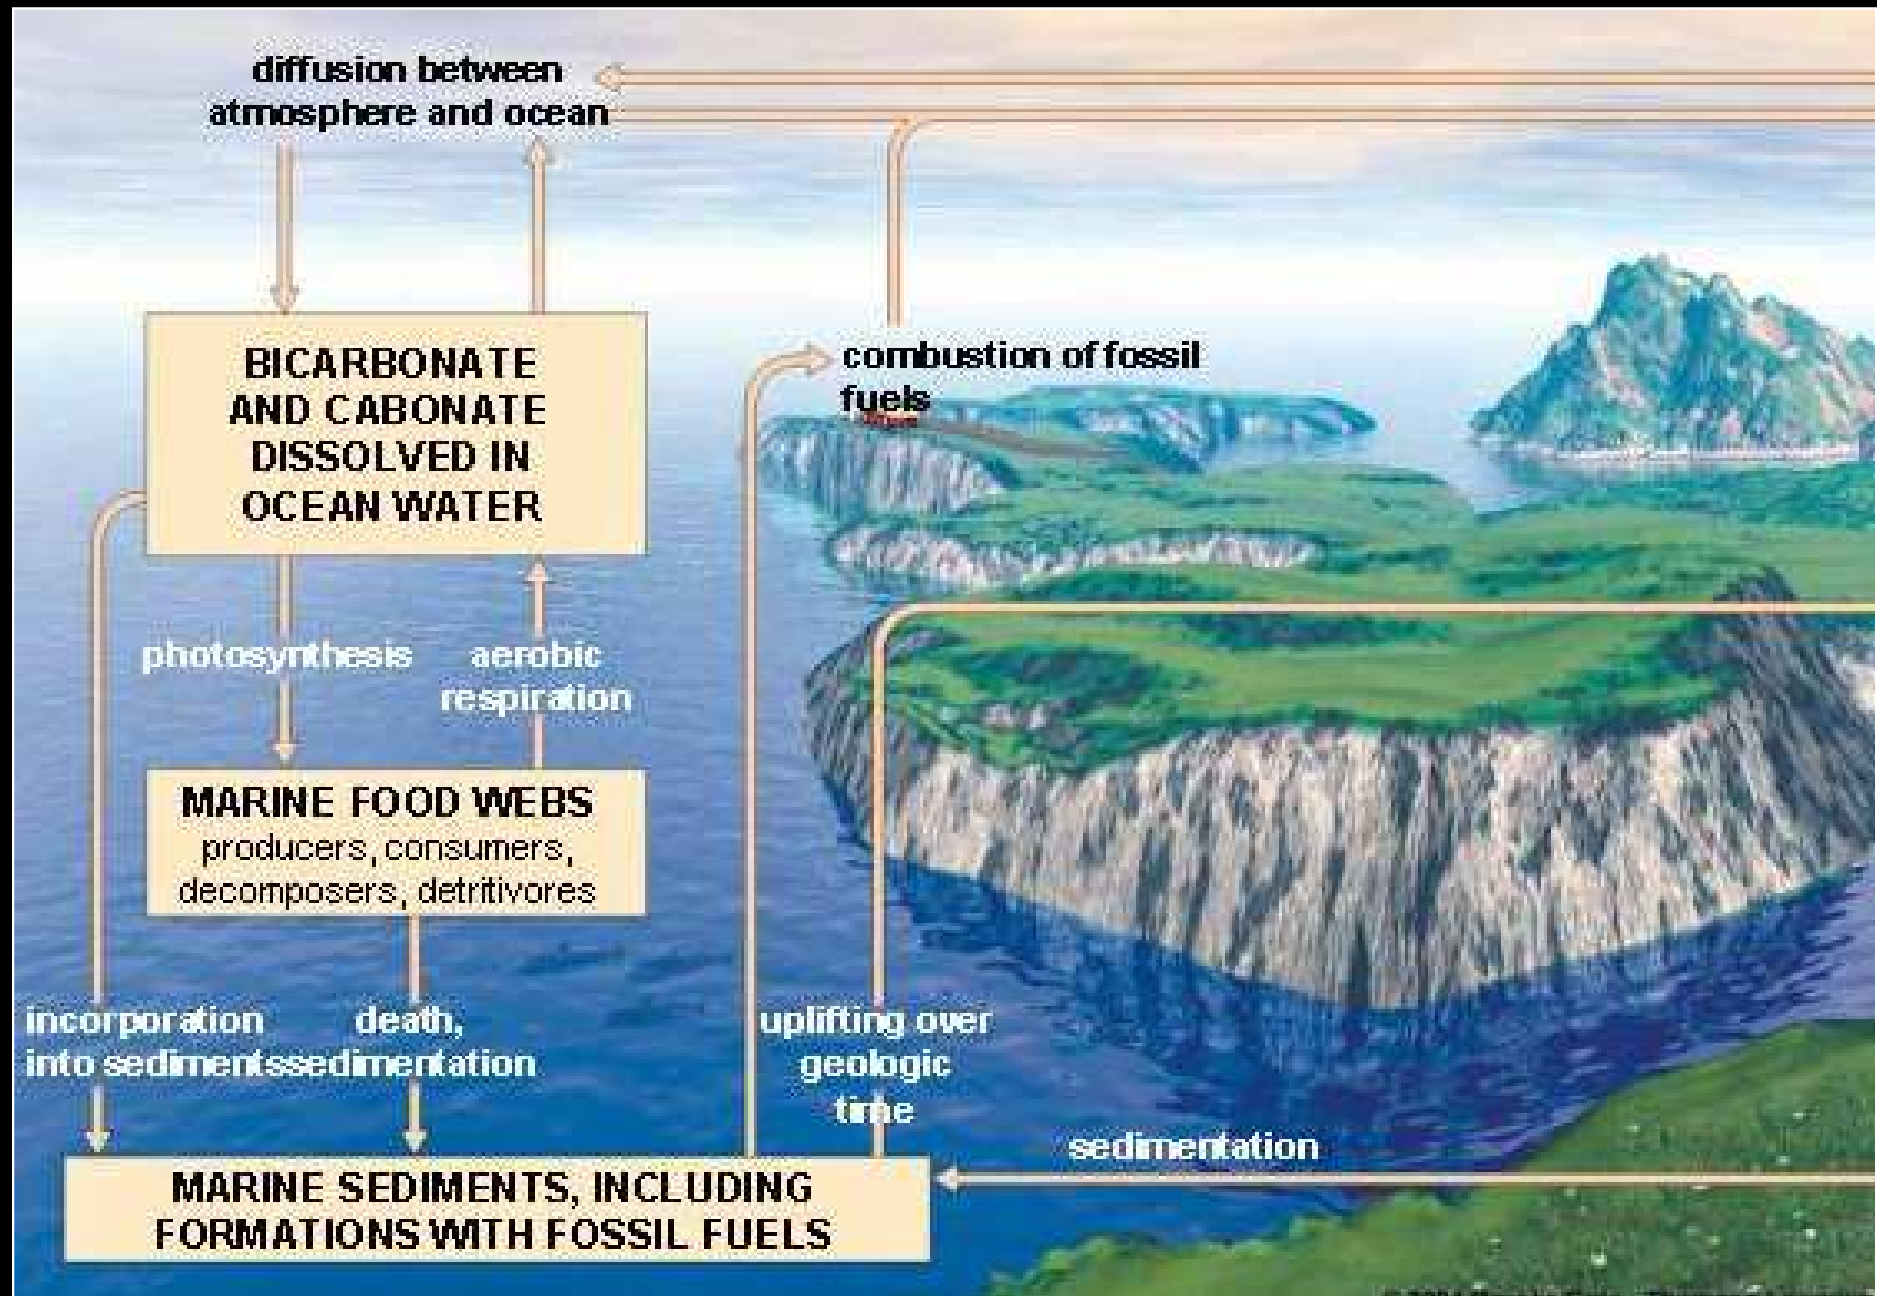 diffusion between
atmosphere and ocean
BICARBONATE
AND CABONATE
DISSOLVED IN
OCEAN WATER
combustion of fossil
fuels
photosynthesis
aerobic
respiration
MARINE FOOD WEBS
producers, consumers,
decomposers, detritivores
incorporation
into sediments
death,
sedimentation
uplifting over
geologic
time
sedimentation
MARINE SEDIMENTS, INCLUDING
FORMATIONS WITH FOSSIL FUELS